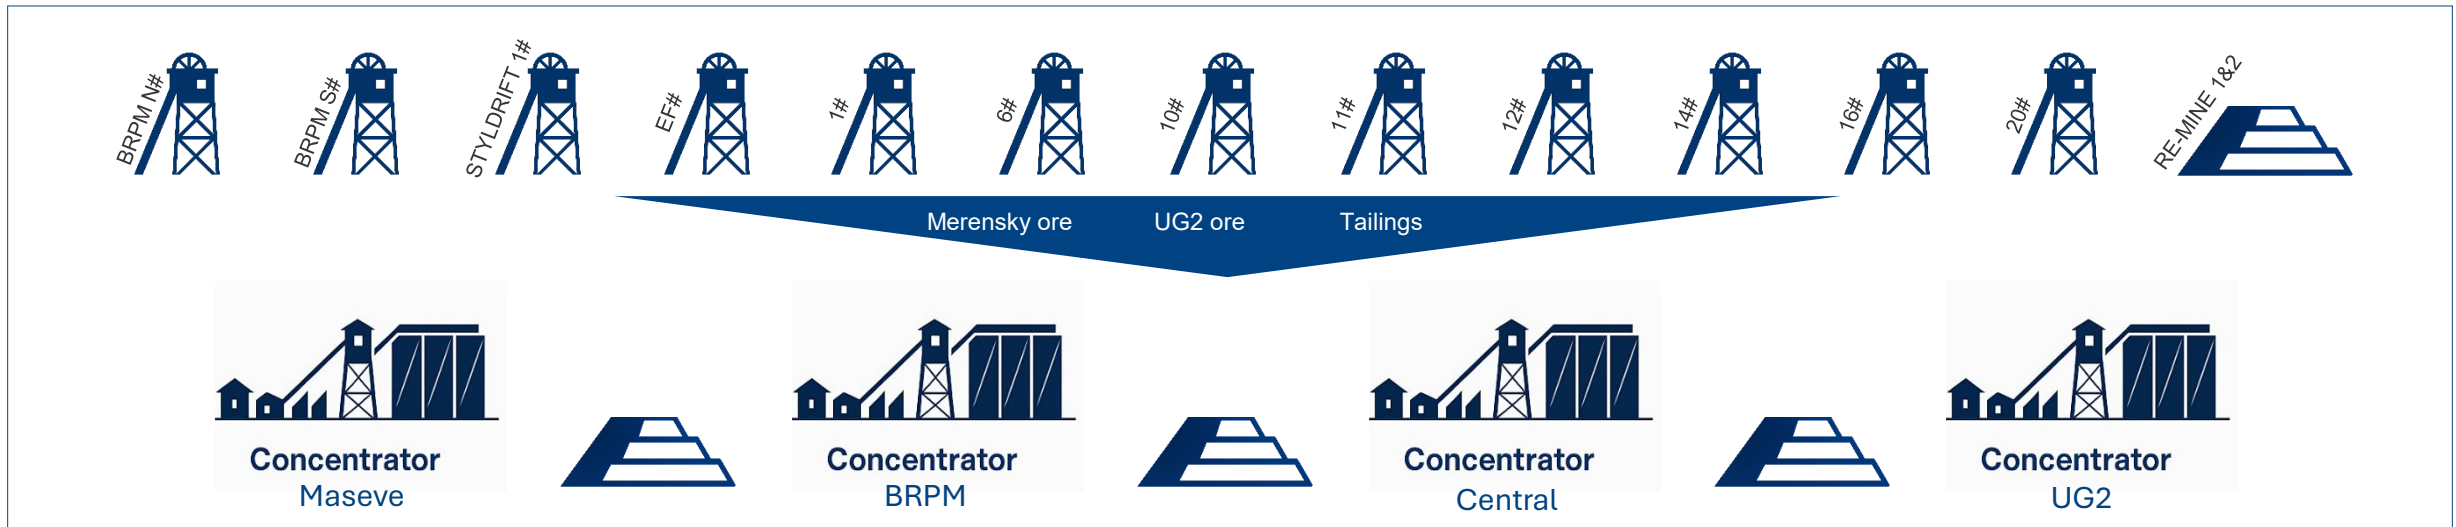 BRPM N#
BRPM S#
STYLDRIFT 1#
EF#
1#
6#
10#
11#
12#
14#
16#
20#
RE-MINE 1&2
Merensky ore
UG2 ore
Tailings
Concentrator
Maseve
Concentrator
BRPM
Concentrator
Central
Concentrator
UG2